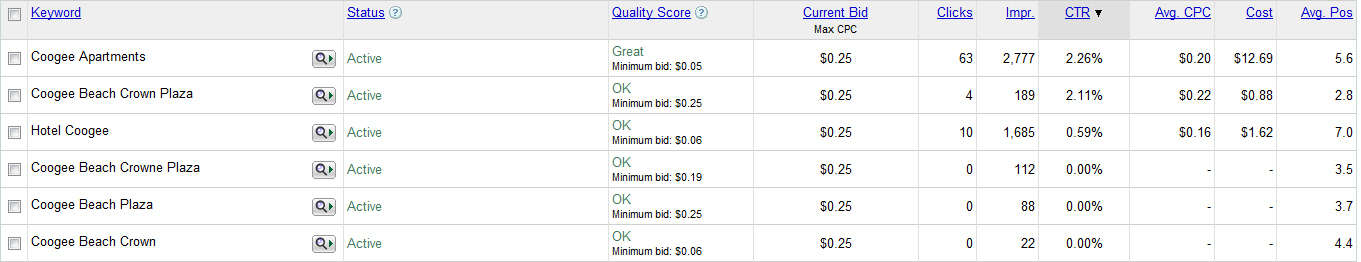 Keyword Status ? Quality Score ? Current Bid Clicks Impr. CTR ▼ Avg. CPC Cost Avg. Pos
Max CPC
Coogee Apartments Active Great $0.25 63 2,777 2.26% $0.20 $12.69 5.6
Minimum bid: $0.05
Coogee Beach Crown Plaza Active OK $0.25 4 189 2.11% $0.22 $0.88 2.8
Minimum bid: $0.25
Hotel Coogee Active OK $0.25 10 1,685 0.59% $0.16 $1.62 7.0
Minimum bid: $0.06
Coogee Beach Crowne Plaza Active OK $0.25 0 112 0.00% - - 3.5
Minimum bid: $0.19
Coogee Beach Plaza Active OK $0.25 0 88 0.00% - - 3.7
Minimum bid: $0.25
Coogee Beach Crown Active OK $0.25 0 22 0.00% - - 4.4
Minimum bid: $0.06